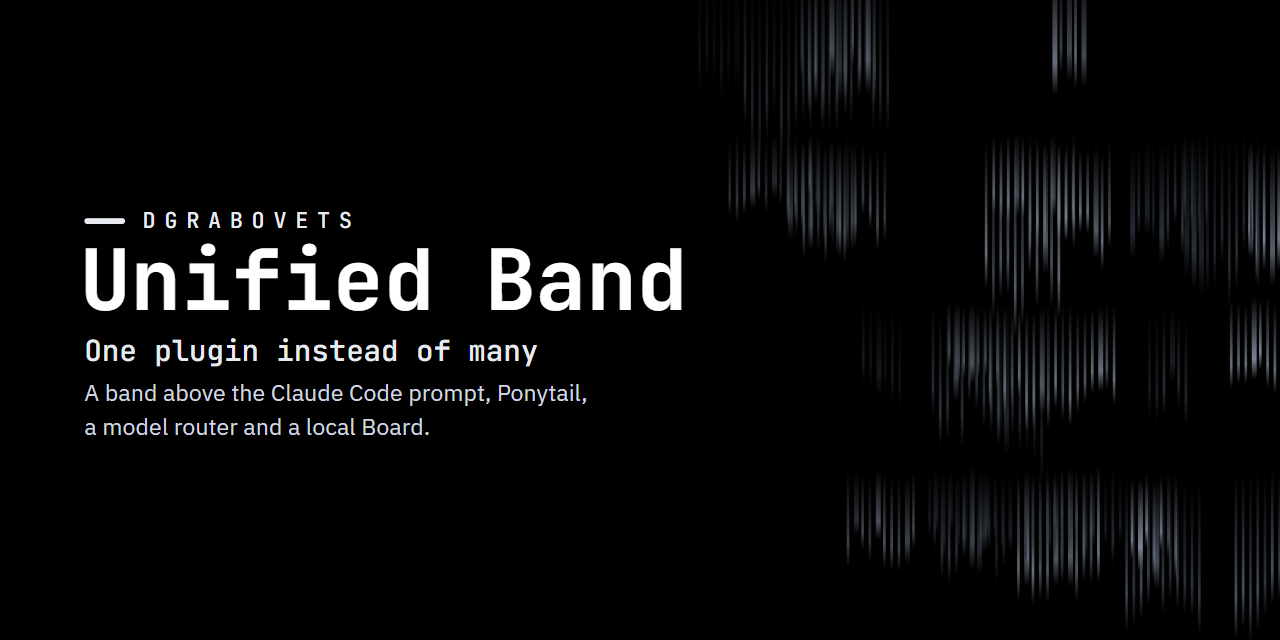 DGRABOVETS
Unified Band
One plugin instead of many
A band above the Claude Code prompt, Ponytail,
a model router and a local Board.